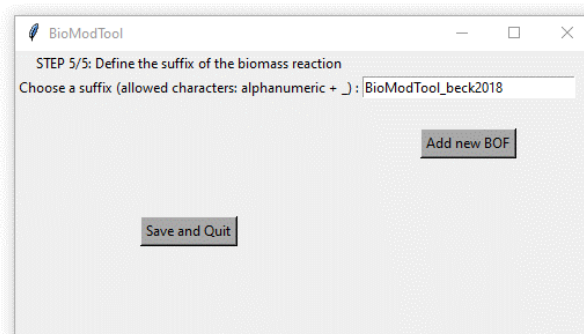 BioModTool
STEP 5/5: Define the suffix of the biomass reaction
Choose a suffix (allowed characters: alphanumeric + _) : BioModTool_beck2018
Add new BOF
Save and Quit